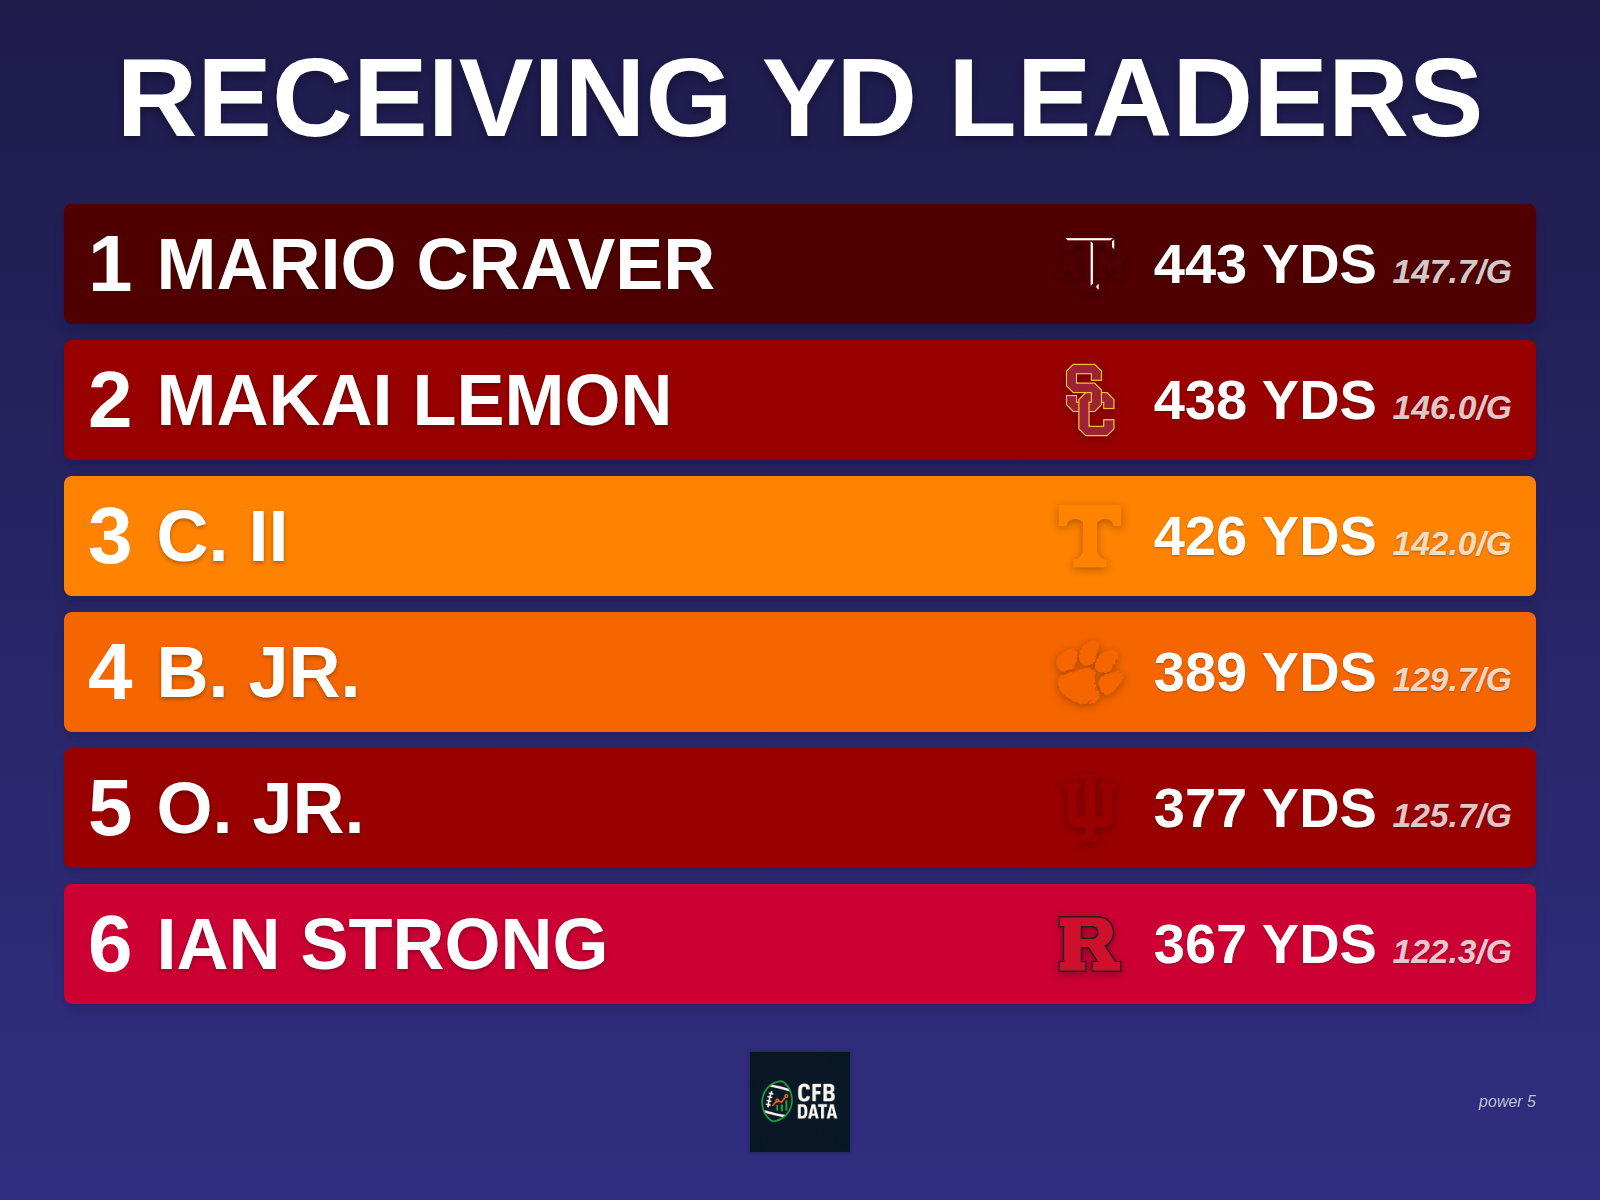 RECEIVING YD LEADERS
1 MARIO CRAVER ATM 443 YDS 147.7/G
2 MAKAI LEMON SC 438 YDS 146.0/G
3 C. II T 426 YDS 142.0/G
4 B. JR. 389 YDS 129.7/G
5 O. JR. 377 YDS 125.7/G
6 IAN STRONG R 367 YDS 122.3/G
CFB
DATA
power 5